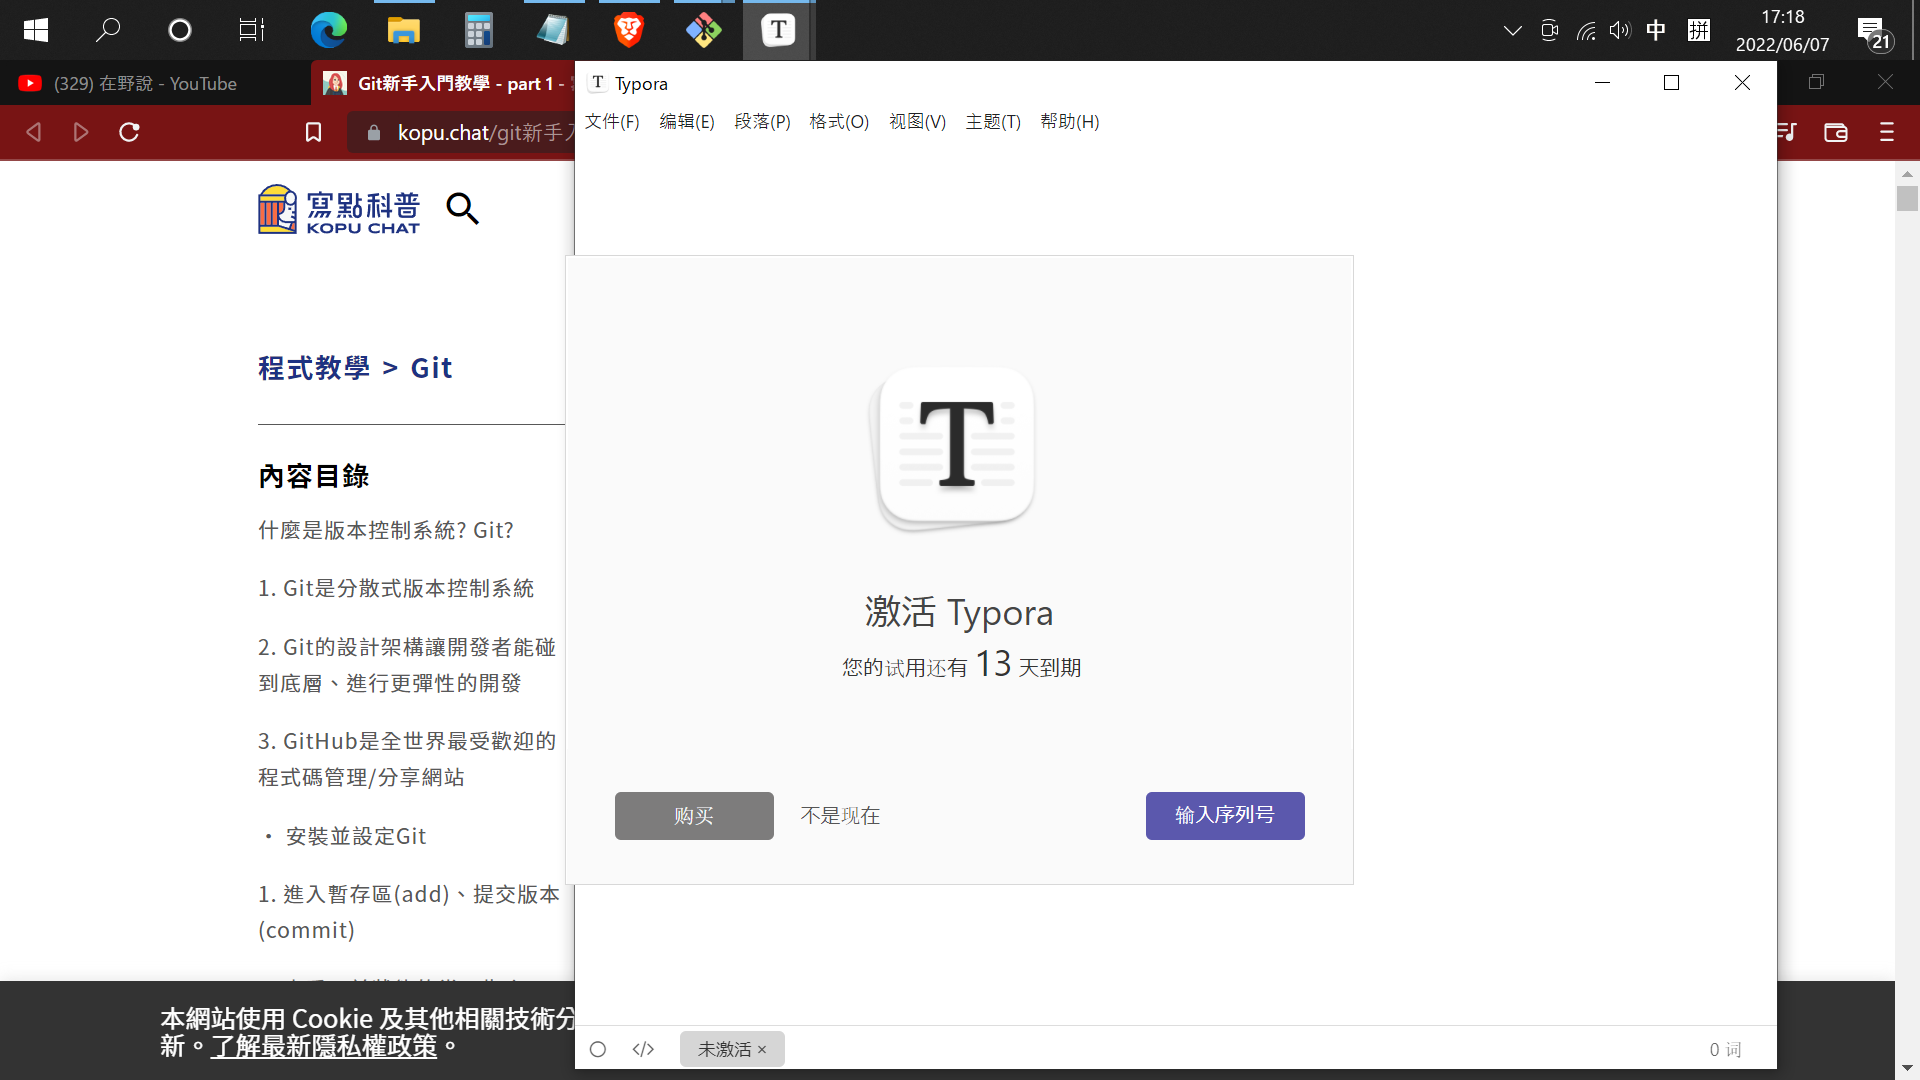 中
拼
17:18
2022/06/07
21
(329) 在野說 - YouTube
Git新手入門教學 - part 1 -
T Typora
kopu.chat/git新手入
文件(F) 编辑(E) 段落(P) 格式(O) 视图(V) 主题(T) 帮助(H)
寫點科普
KOPU CHAT
程式教學 > Git
內容目錄
什麼是版本控制系統? Git?
1. Git是分散式版本控制系統
2. Git的設計架構讓開發者能碰
到底層、進行更彈性的開發
3. GitHub是全世界最受歡迎的
程式碼管理/分享網站
• 安裝並設定Git
1. 進入暫存區(add)、提交版本
(commit)
T
激活 Typora
您的试用还有 13 天到期
购买 不是现在 输入序列号
本網站使用 Cookie 及其他相關技術分
新。了解最新隱私權政策。
</> 未激活 × 0 词